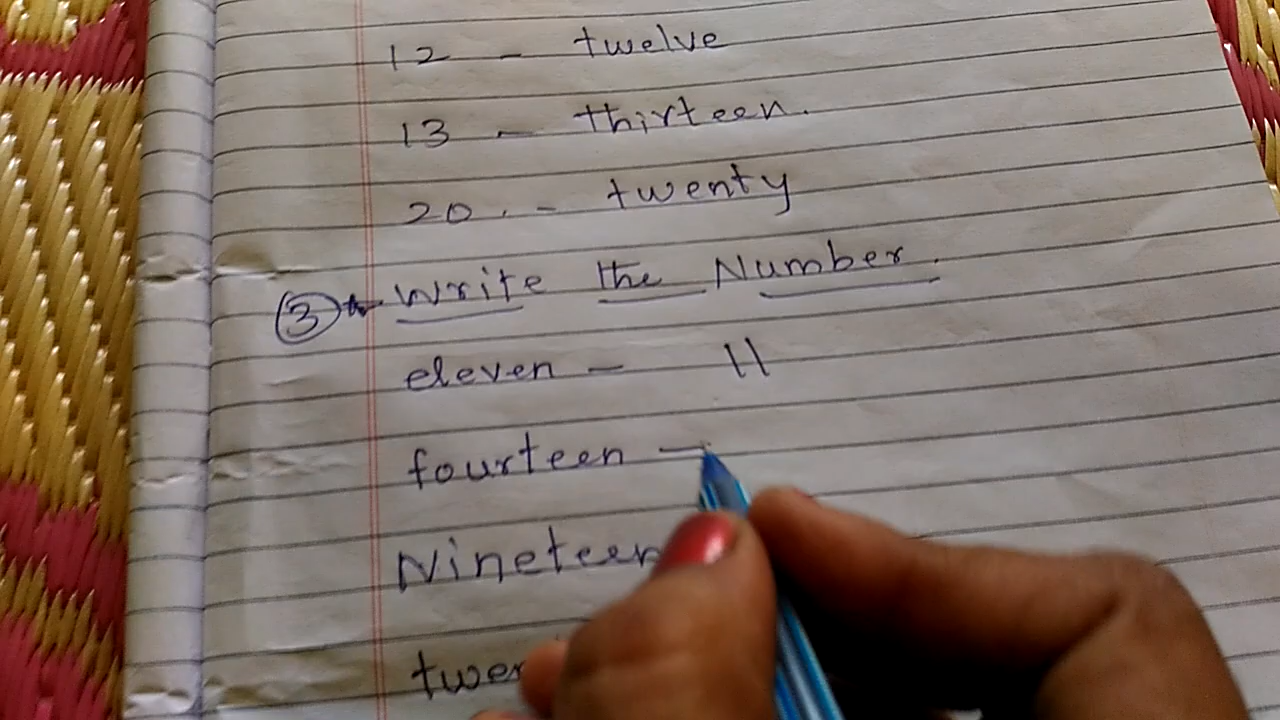 12 - twelve
13 - thirteen.
20. - twenty
3 Write the Number.
eleven - 11
fourteen -
Nineteen